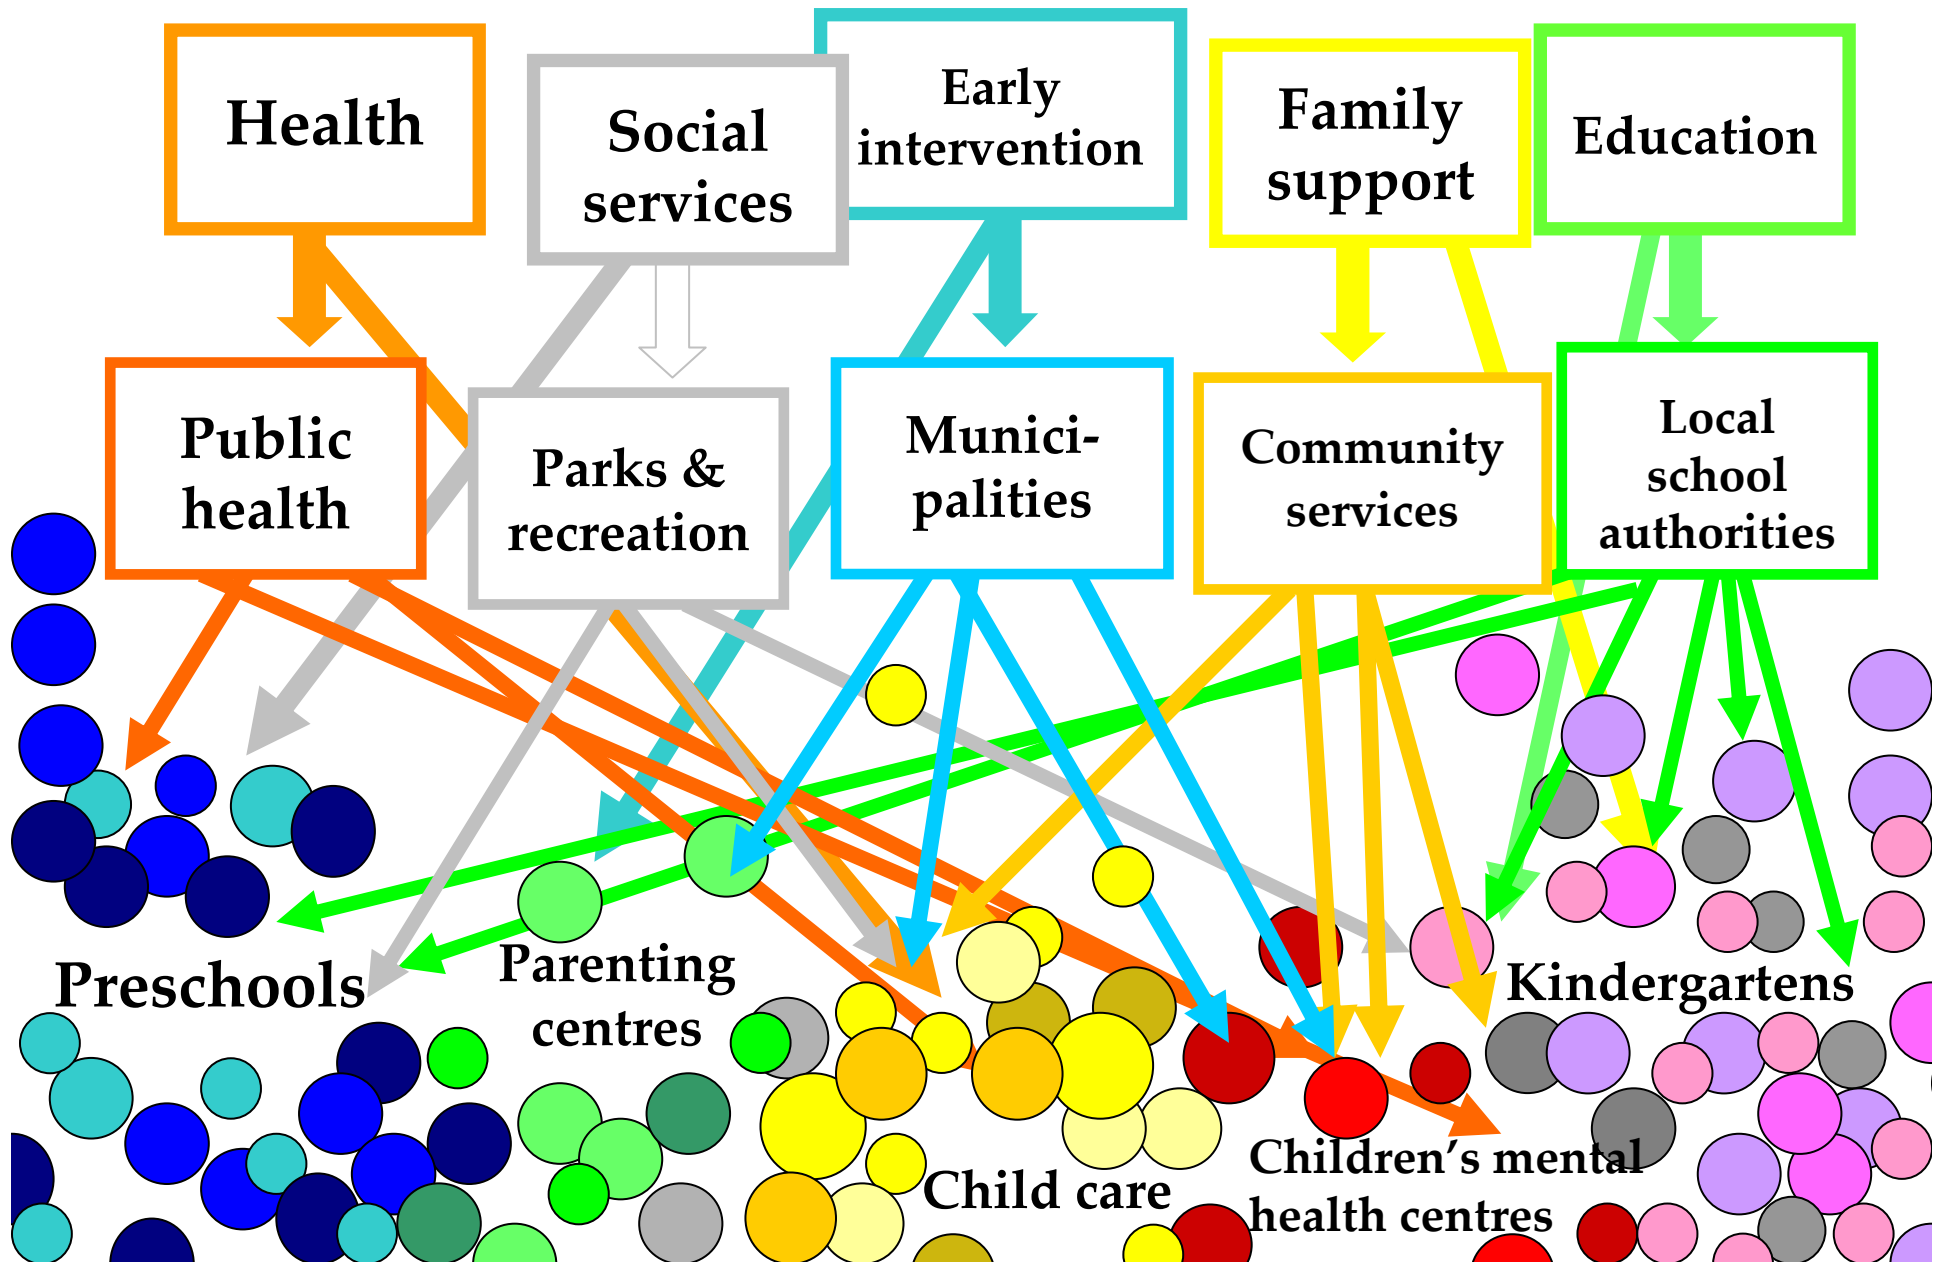 Health
Social
services
Early
intervention
Family
support
Education
Public
health
Parks &
recreation
Munici-
palities
Community
services
Local
school
authorities
Preschools
Parenting
centres
Child care
Children’s mental
health centres
Kindergartens